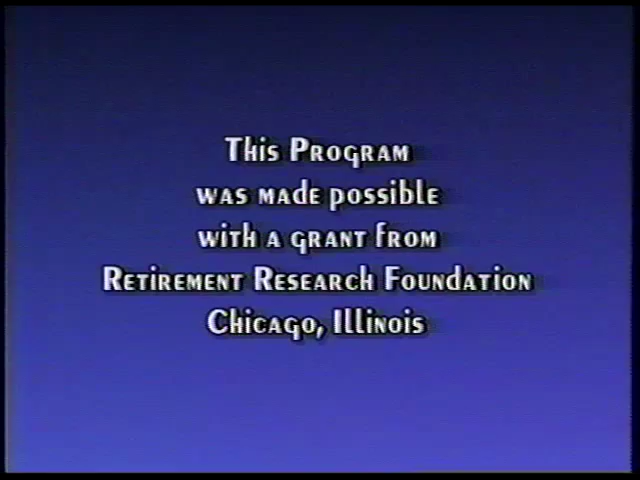 This Program
was made possible
with a grant from
Retirement Research Foundation
Chicago, Illinois